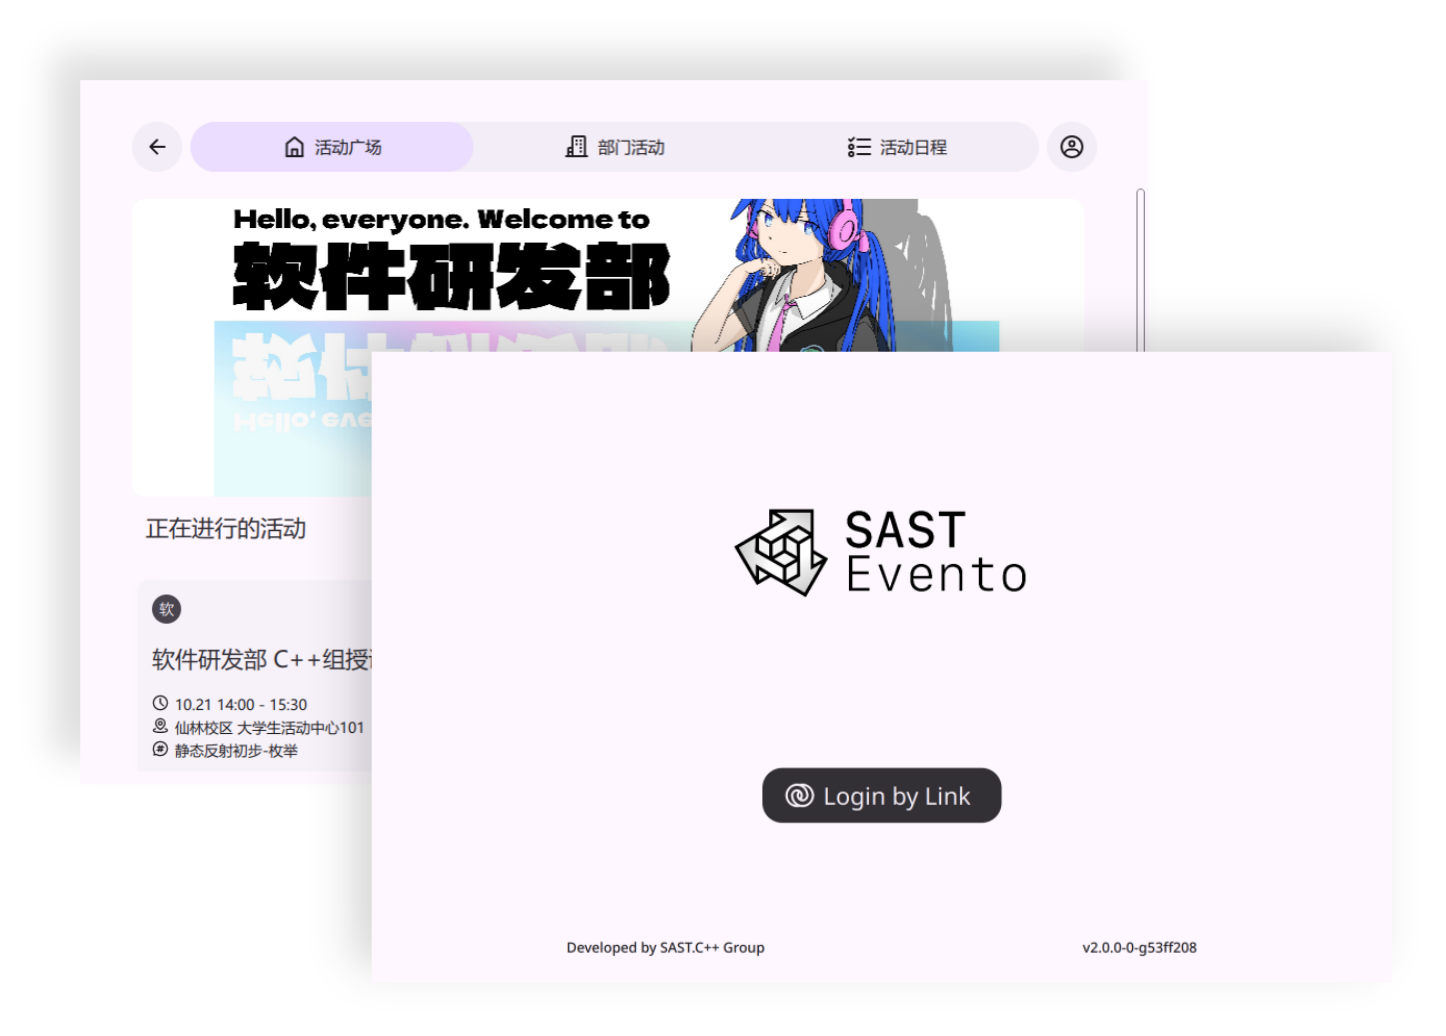 活动广场
部门活动
活动日程
Hello, everyone. Welcome to
软件研发部
正在进行的活动
软
软件研发部 C++组授
10.21 14:00 - 15:30
仙林校区 大学生活动中心101
静态反射初步-枚举
SAST
Evento
Login by Link
Developed by SAST.C++ Group
v2.0.0-0-g53ff208